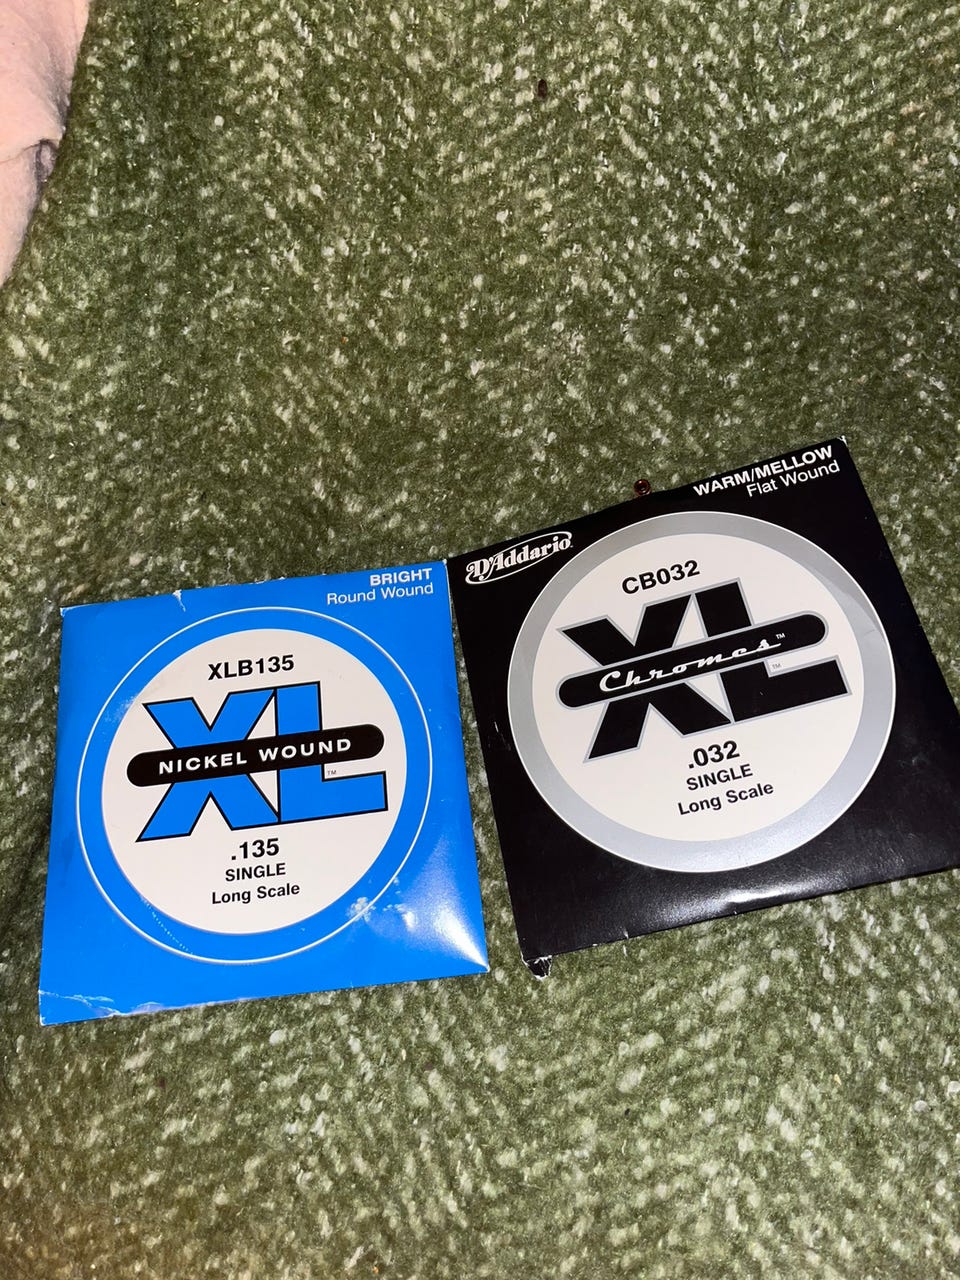 BRIGHT
Round Wound
XLB135
XL
NICKEL WOUND
™
.135
SINGLE
Long Scale
WARM/MELLOW
Flat Wound
D'Addario
CB032
XL
Chromes™
™
.032
SINGLE
Long Scale